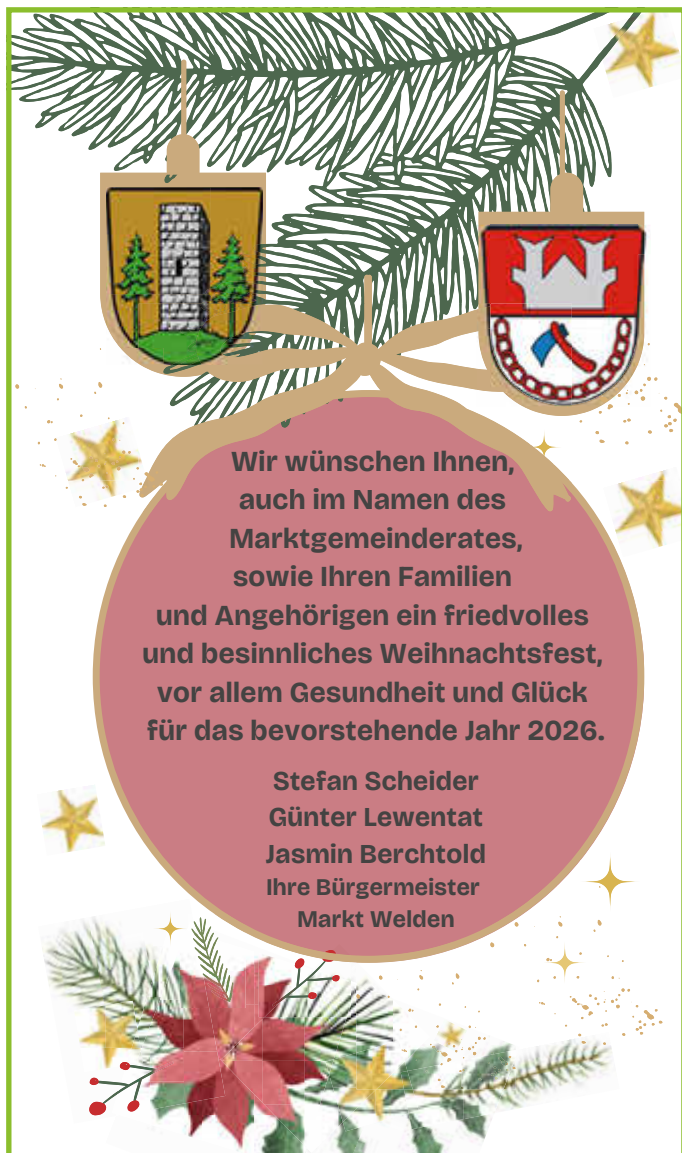 Wir wünschen Ihnen,
auch im Namen des
Marktgemeinderates,
sowie Ihren Familien
und Angehörigen ein friedvolles
und besinnliches Weihnachtsfest,
vor allem Gesundheit und Glück
für das bevorstehende Jahr 2026.
Stefan Scheider
Günter Lewentat
Jasmin Berchtold
Ihre Bürgermeister
Markt Welden